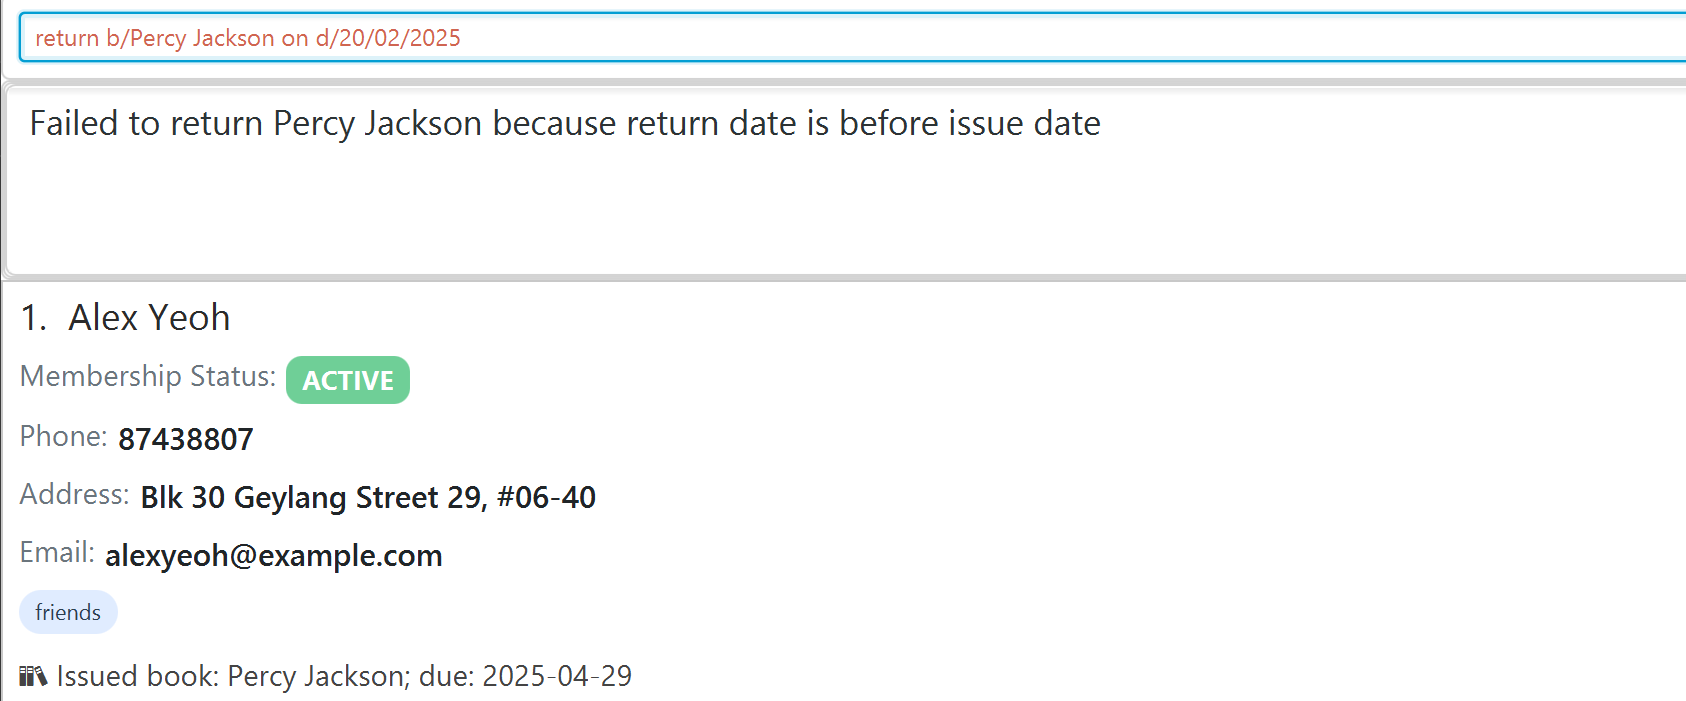 return b/Percy Jackson on d/20/02/2025
Failed to return Percy Jackson because return date is before issue date
1. Alex Yeoh
Membership Status: ACTIVE
Phone: 87438807
Address: Blk 30 Geylang Street 29, #06-40
Email: alexyeoh@example.com
friends
Issued book: Percy Jackson; due: 2025-04-29